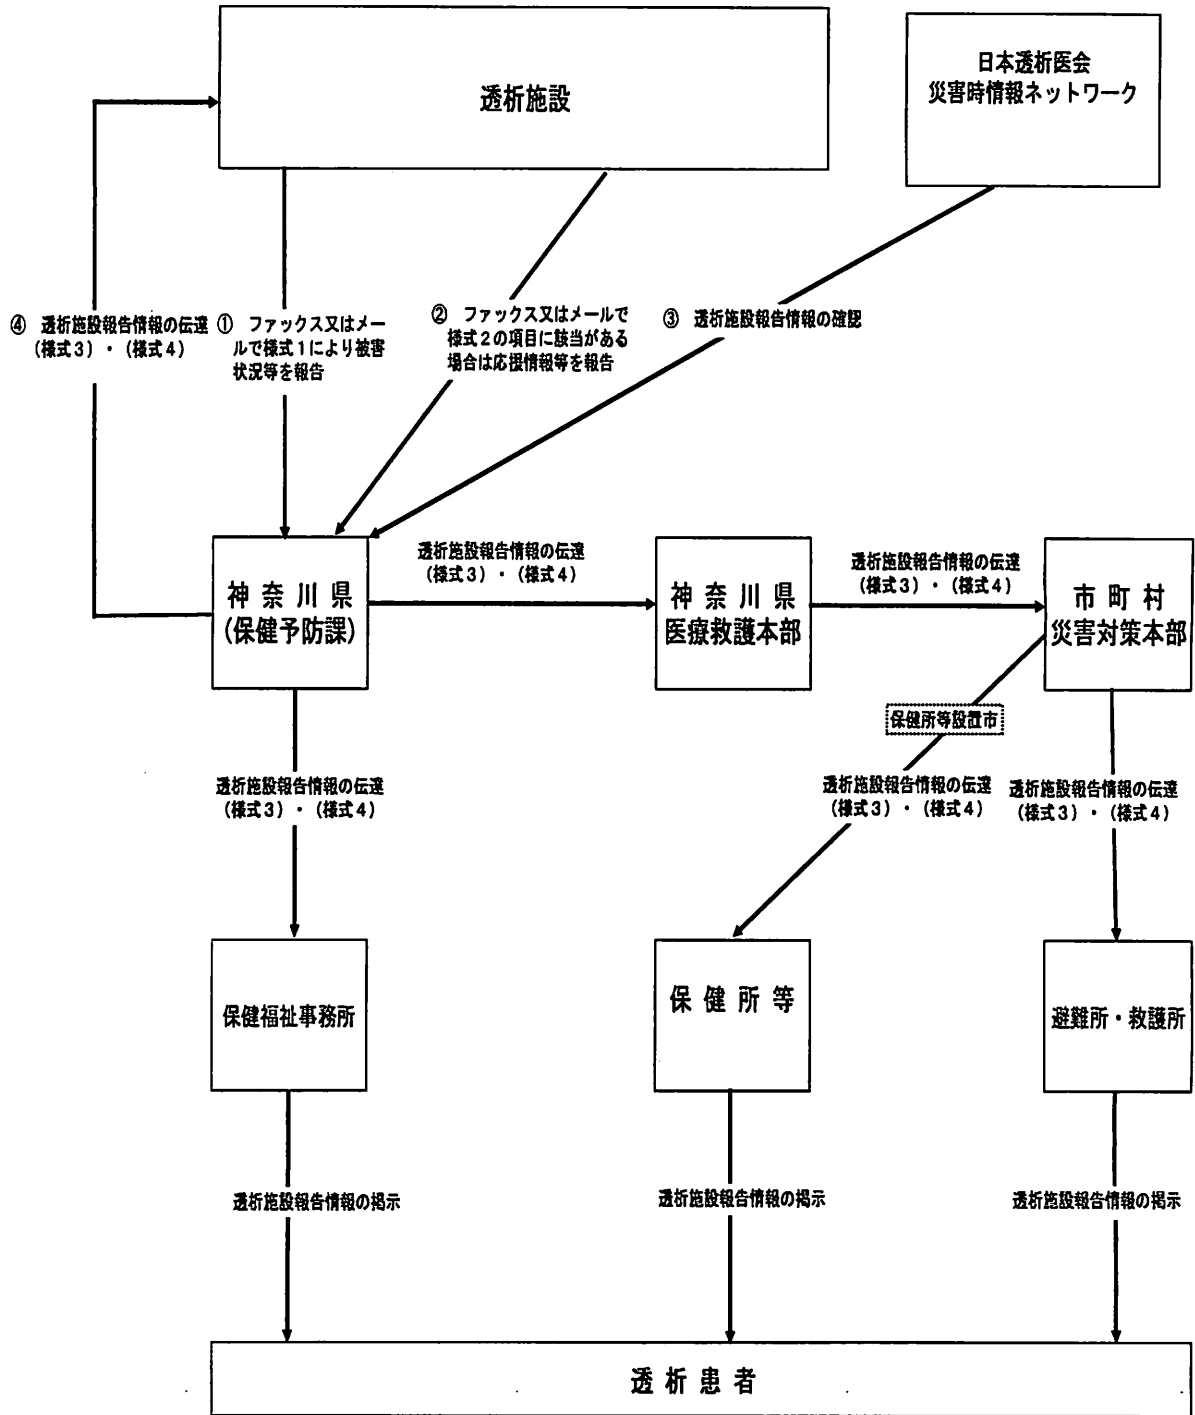 透析施設
日本透析医会
災害時情報ネットワーク
④ 透析施設報告情報の伝達
(様式3)・(様式4)
① ファックス又はメー
ルで様式1により被害
状況等を報告
② ファックス又はメールで
様式2の項目に該当がある
場合は応援情報等を報告
③ 透析施設報告情報の確認
神奈川県
(保健予防課)
透析施設報告情報の伝達
(様式3)・(様式4)
神奈川県
医療救護本部
透析施設報告情報の伝達
(様式3)・(様式4)
市町村
災害対策本部
保健所等設置市
透析施設報告情報の伝達
(様式3)・(様式4)
透析施設報告情報の伝達
(様式3)・(様式4)
透析施設報告情報の伝達
(様式3)・(様式4)
保健福祉事務所
保健所等
避難所・救護所
透析施設報告情報の掲示
透析施設報告情報の掲示
透析施設報告情報の掲示
透析患者